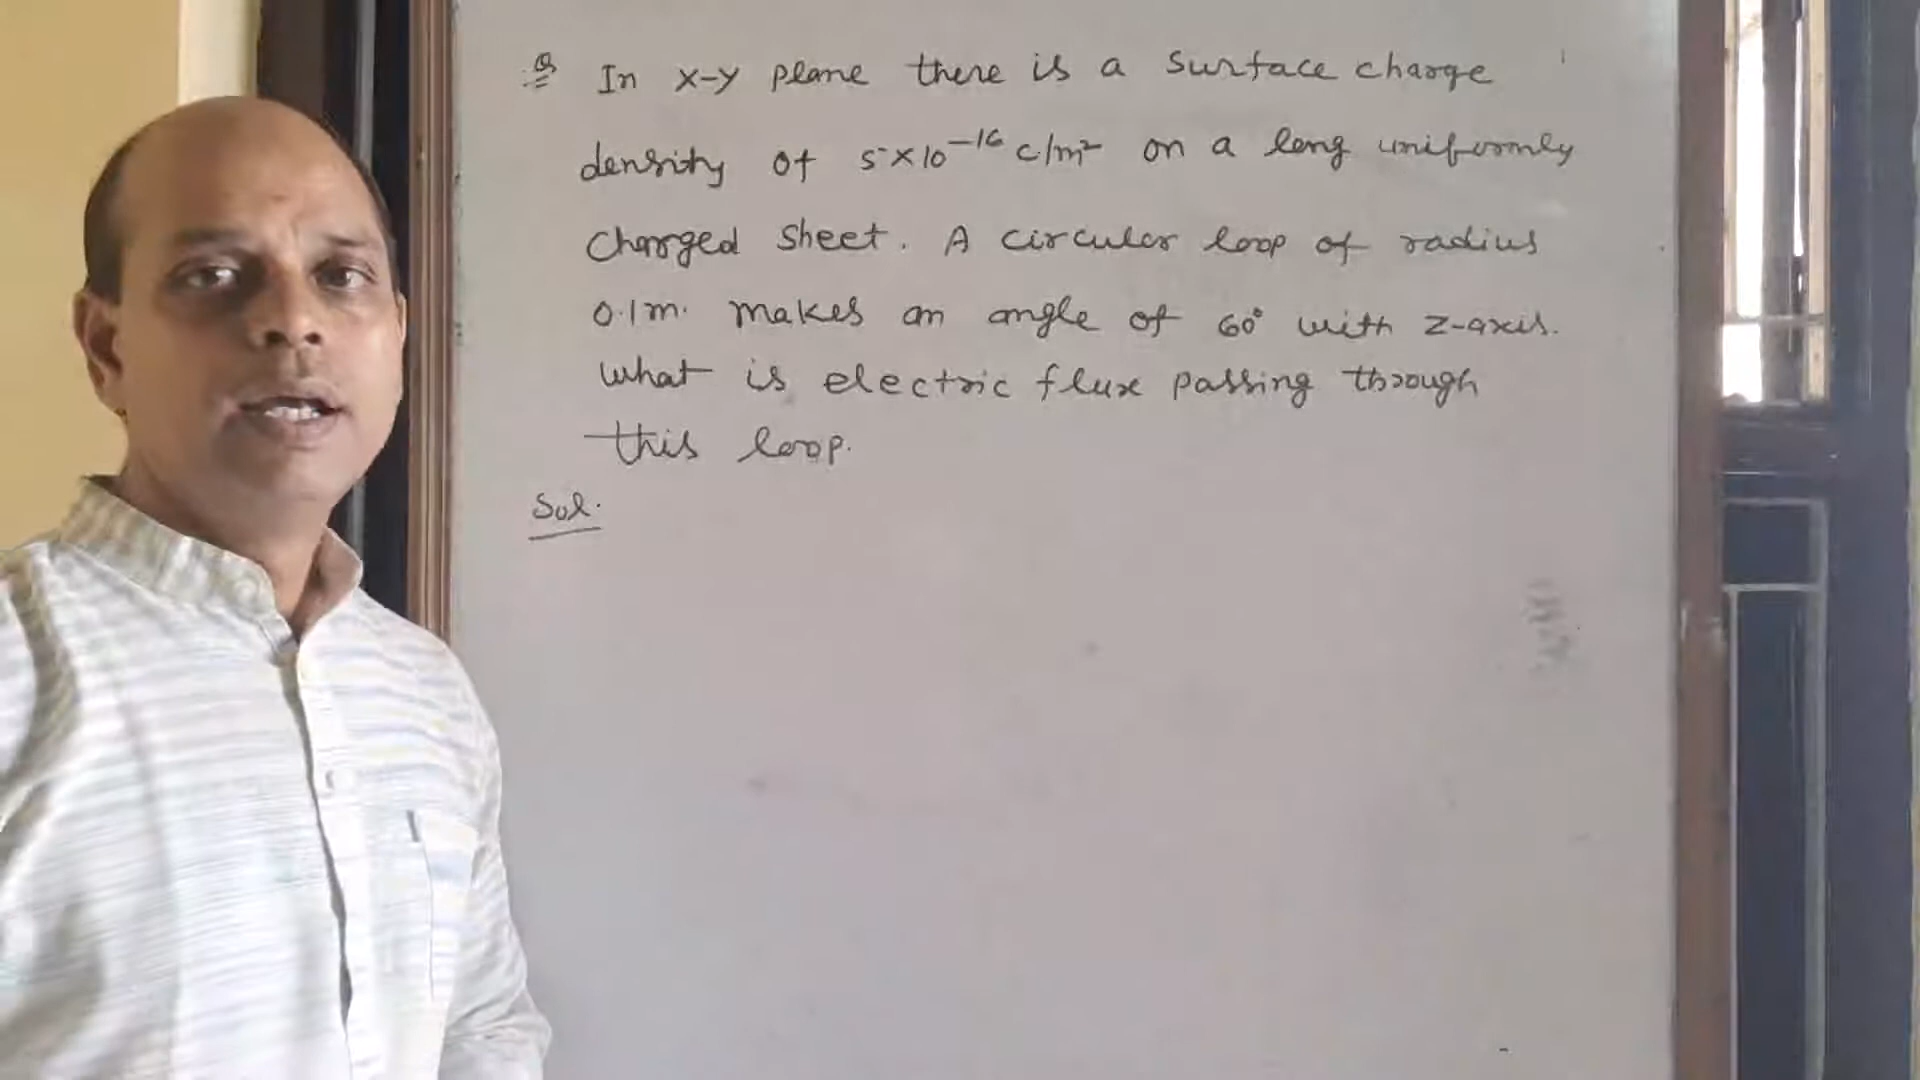 Q In x-y plane there is a surface charge
density of 5×10⁻¹⁶ c/m² on a long uniformly
charged sheet. A circular loop of radius
0.1m. makes an angle of 60° with z-axis.
What is electric flux passing through
this loop.
Sol.